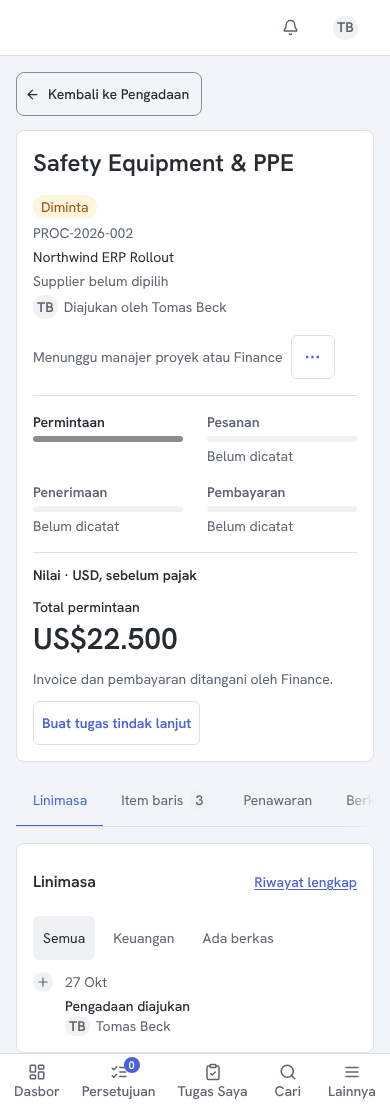 TB
Kembali ke Pengadaan
Safety Equipment & PPE
Diminta
PROC-2026-002
Northwind ERP Rollout
Supplier belum dipilih
TB Diajukan oleh Tomas Beck
Menunggu manajer proyek atau Finance
Permintaan
Pesanan
Belum dicatat
Penerimaan
Belum dicatat
Pembayaran
Belum dicatat
Nilai · USD, sebelum pajak
Total permintaan
US$22.500
Invoice dan pembayaran ditangani oleh Finance.
Buat tugas tindak lanjut
Linimasa Item baris 3 Penawaran
Linimasa
Riwayat lengkap
Semua Keuangan Ada berkas
27 Okt
Pengadaan diajukan
TB Tomas Beck
0
Dasbor Persetujuan Tugas Saya Cari Lainnya